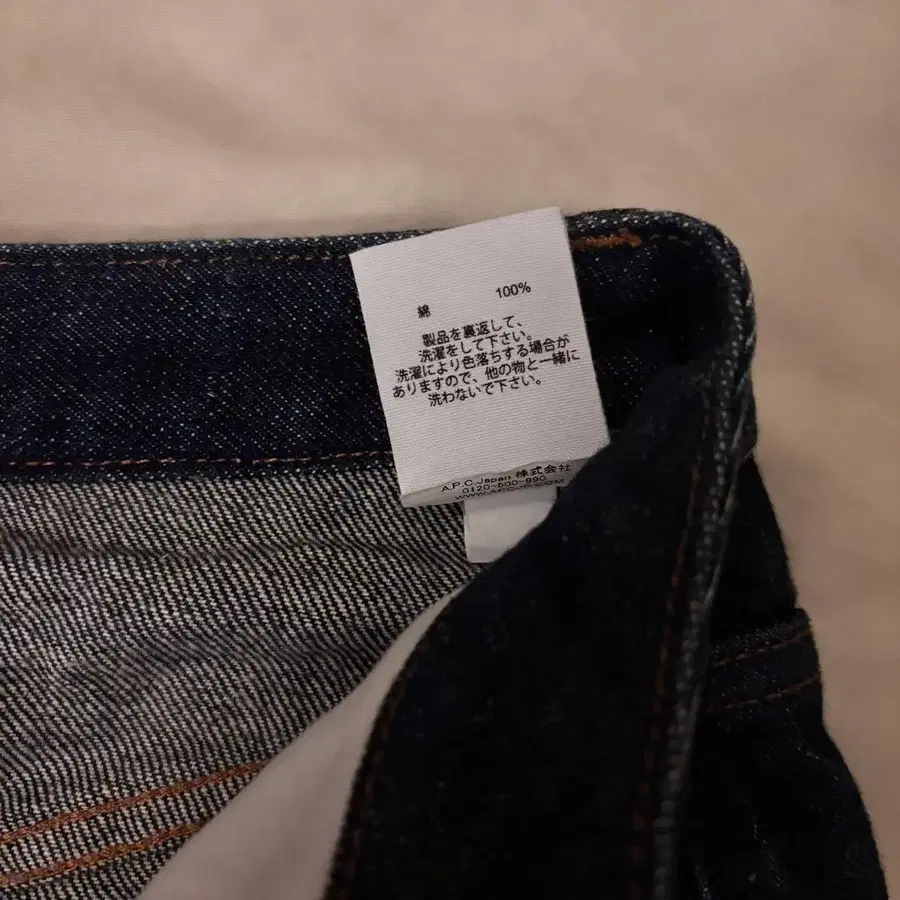 綿 100%
製品を裏返して、
洗濯をして下さい。
洗濯により色落ちする場合が
ありますので、他の物と一緒に
洗わないで下さい。
A.P.C.Japan 株式会社
0120-500-990